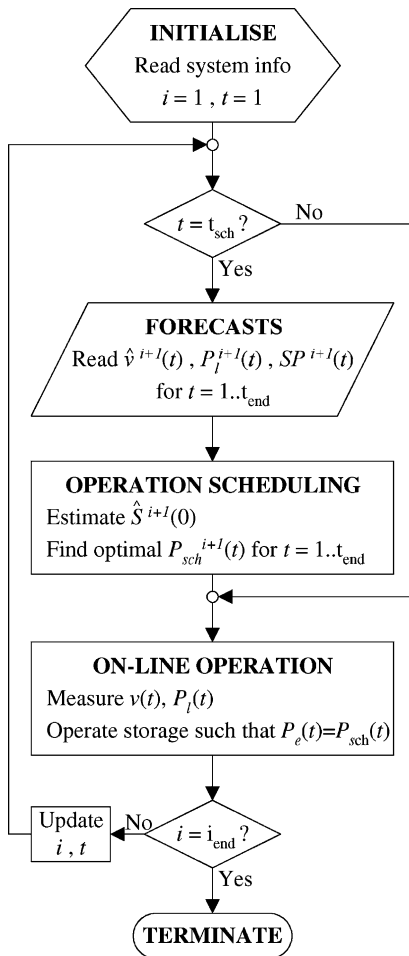 INITIALISE
Read system info
i = 1 , t = 1
t = t_sch ?
No
Yes
FORECASTS
Read v̂ ^{i+1}(t) , P_l^{i+1}(t) , SP ^{i+1}(t)
for t = 1..t_end
OPERATION SCHEDULING
Estimate Ŝ ^{i+1}(0)
Find optimal P_sch^{i+1}(t) for t = 1..t_end
ON-LINE OPERATION
Measure v(t), P_l(t)
Operate storage such that P_e(t)=P_sch(t)
Update
i , t
No
i = i_end ?
Yes
TERMINATE